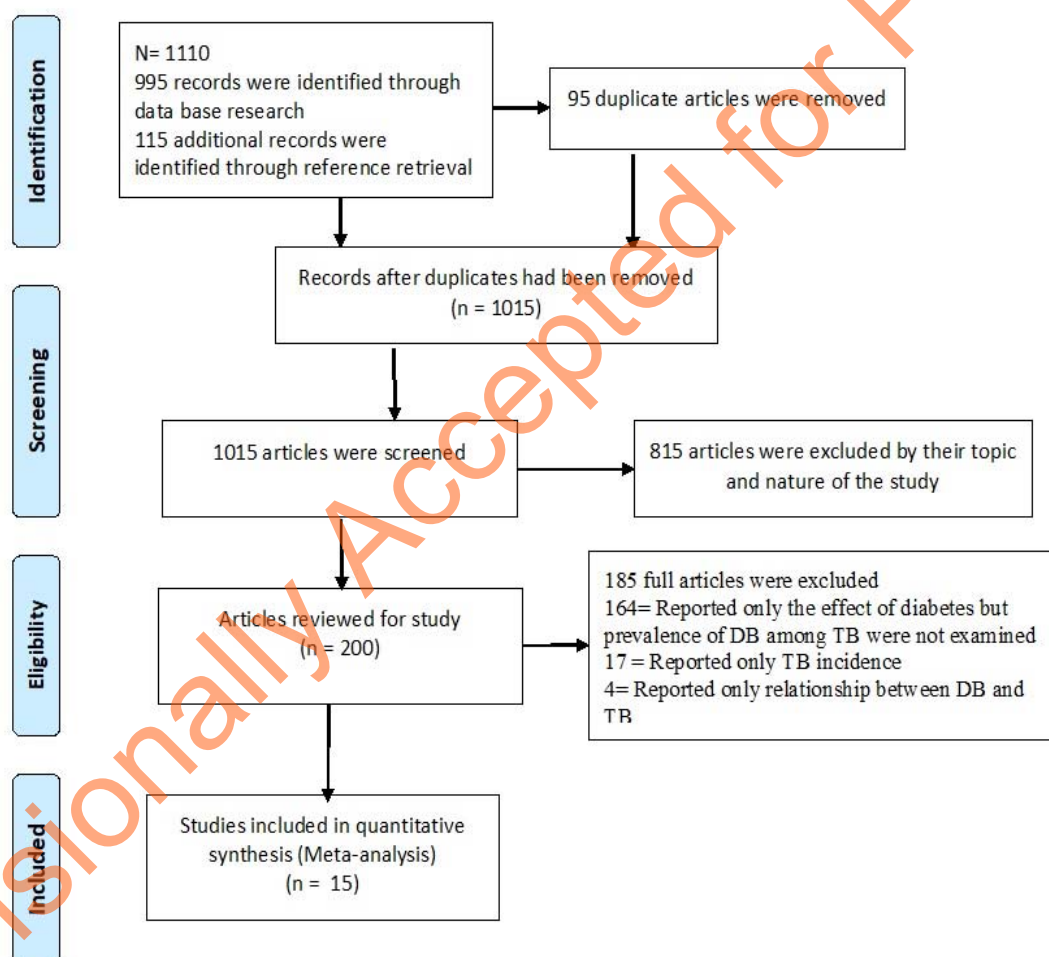 Identification
N= 1110
995 records were identified through
data base research
115 additional records were
identified through reference retrieval
95 duplicate articles were removed
Records after duplicates had been removed
(n = 1015)
Screening
1015 articles were screened
815 articles were excluded by their topic
and nature of the study
Eligibility
Articles reviewed for study
(n = 200)
185 full articles were excluded
164= Reported only the effect of diabetes but
prevalence of DB among TB were not examined
17 = Reported only TB incidence
4= Reported only relationship between DB and
TB
Included
Studies included in quantitative
synthesis (Meta-analysis)
(n = 15)
isionally Accepted for P